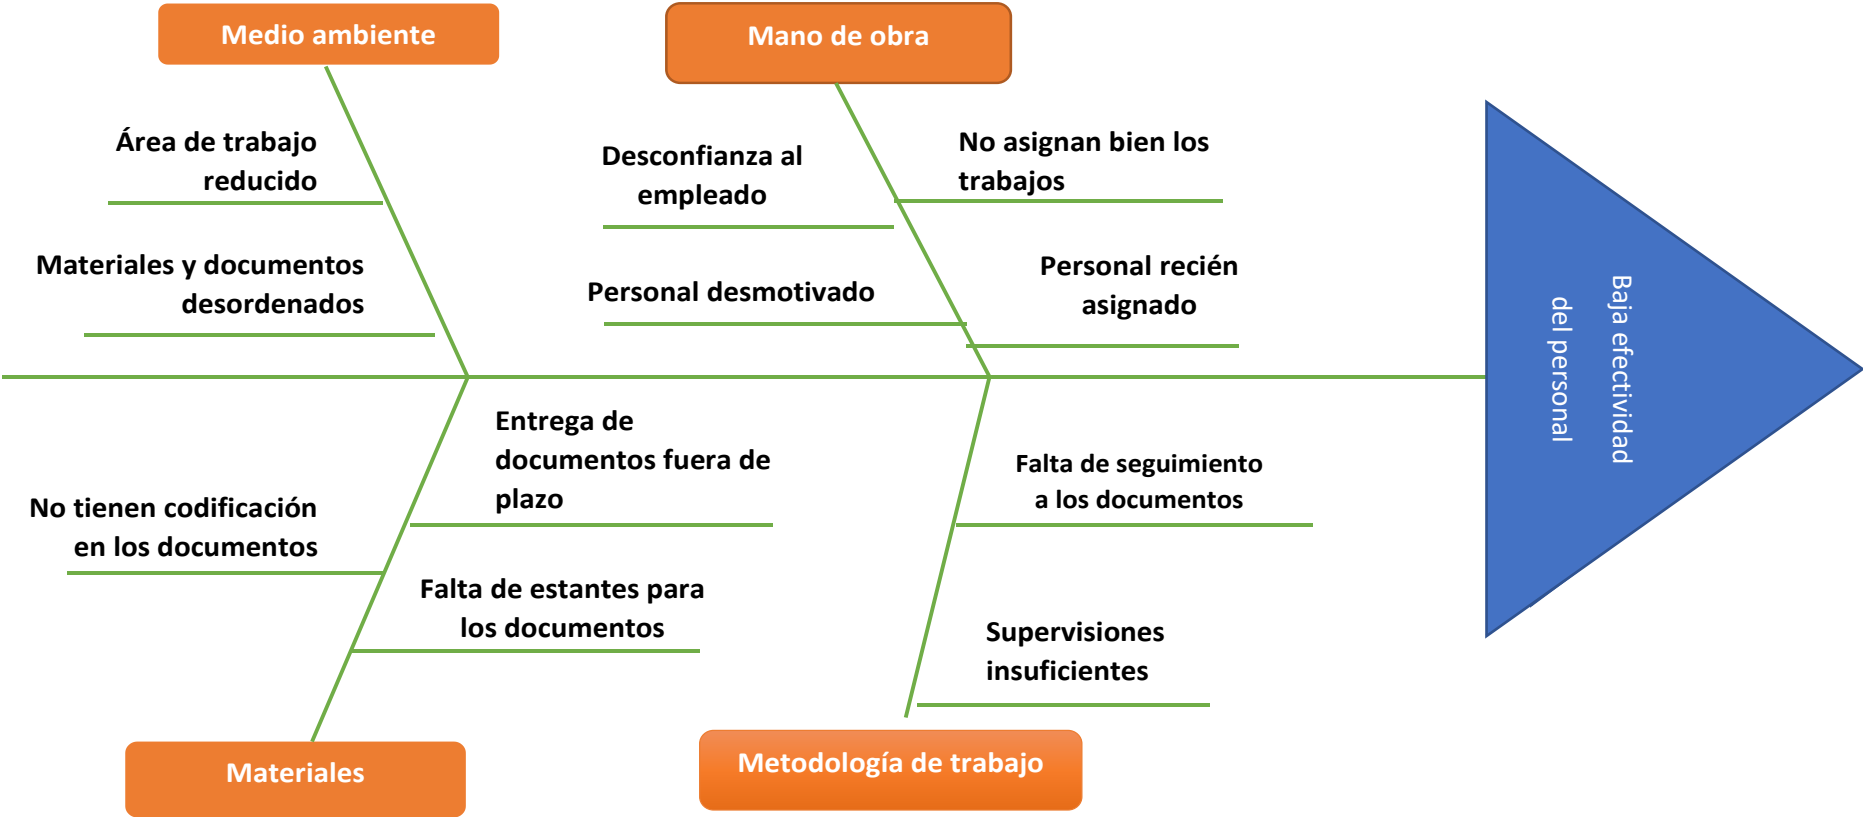 Medio ambiente
Mano de obra
Área de trabajo
reducido
Materiales y documentos
desordenados
Desconfianza al
empleado
Personal desmotivado
No asignan bien los
trabajos
Personal recién
asignado
Baja efectividad
del personal
No tienen codificación
en los documentos
Entrega de
documentos fuera de
plazo
Falta de estantes para
los documentos
Falta de seguimiento
a los documentos
Supervisiones
insuficientes
Materiales
Metodología de trabajo